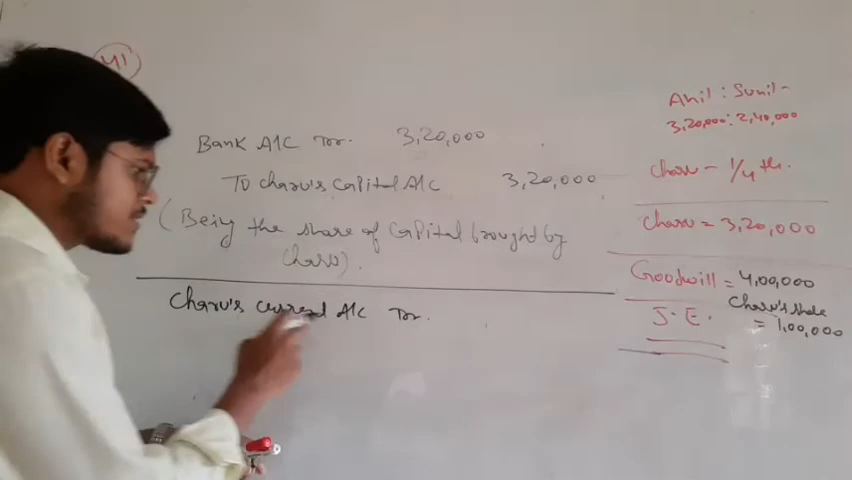 41
Bank A/c Dr. 3,20,000
To charu's capital A/c 3,20,000
(Being the share of capital brought by
charu).
charu's current A/c Dr.
Anil : Sunil -
3,20,000 : 2,40,000
charu - 1/4 th.
charu = 3,20,000
Goodwill = 4,00,000
charu's share
= 1,00,000
J.E.